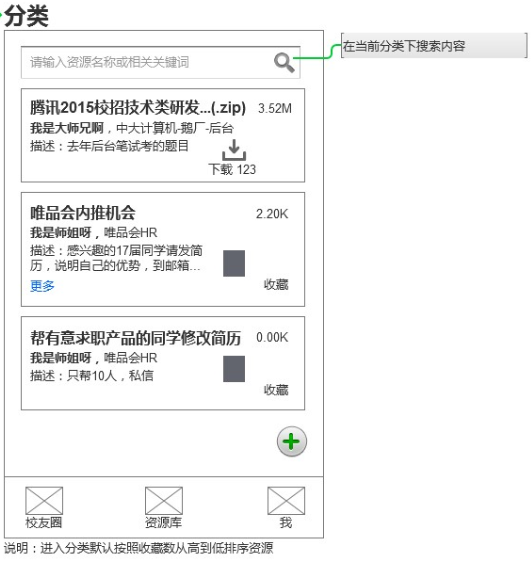 分类
请输入资源名称或相关关键词
在当前分类下搜素内容
腾讯2015校招技术类研发...(.zip) 3.52M
我是大师兄啊，中大计算机-鹅厂-后台
描述：去年后台笔试考的题目
下载 123
唯品会内推机会 2.20K
我是师姐呀，唯品会HR
描述：感兴趣的17届同学请发简
历，说明自己的优势，到邮箱...
更多
收藏
帮有意求职产品的同学修改简历 0.00K
我是师姐呀，唯品会HR
描述：只帮10人，私信
收藏
校友圈 资源库 我
说明：进入分类默认按照收藏数从高到低排序资源